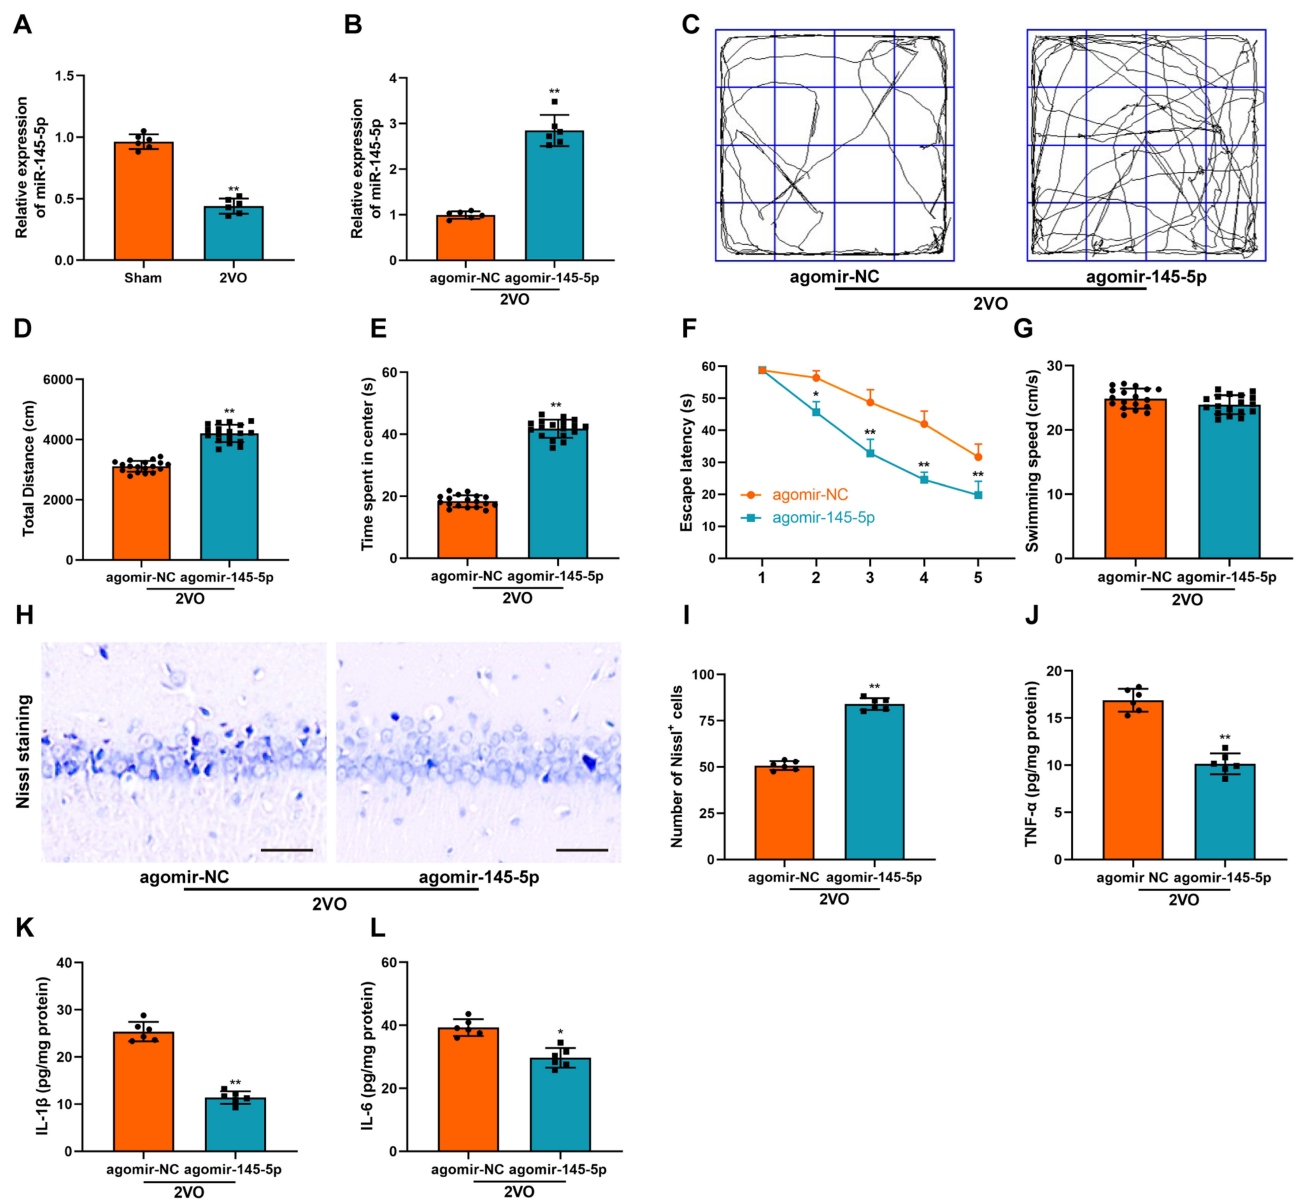 A
Relative expression
of miR-145-5p
1.5
1.0
0.5
0.0
**
Sham 2VO
B
Relative expression
of miR-145-5p
4
3
2
1
0
**
agomir-NC agomir-145-5p
2VO
C
agomir-NC agomir-145-5p
2VO
D
Total Distance (cm)
6000
4000
2000
0
**
agomir-NC agomir-145-5p
2VO
E
Time spent in center (s)
60
40
20
0
**
agomir-NC agomir-145-5p
2VO
F
Escape latency (s)
60
50
40
30
20
10
0
*
**
**
**
agomir-NC
agomir-145-5p
1 2 3 4 5
G
Swimming speed (cm/s)
30
20
10
0
agomir-NC agomir-145-5p
2VO
H
Nissl staining
agomir-NC agomir-145-5p
2VO
I
Number of Nissl+ cells
100
75
50
25
0
**
agomir-NC agomir-145-5p
2VO
J
TNF-α (pg/mg protein)
20
15
10
5
0
**
agomir NC agomir-145-5p
2VO
K
IL-1β (pg/mg protein)
40
30
20
10
0
**
agomir-NC agomir-145-5p
2VO
L
IL-6 (pg/mg protein)
60
40
20
0
*
agomir-NC agomir-145-5p
2VO